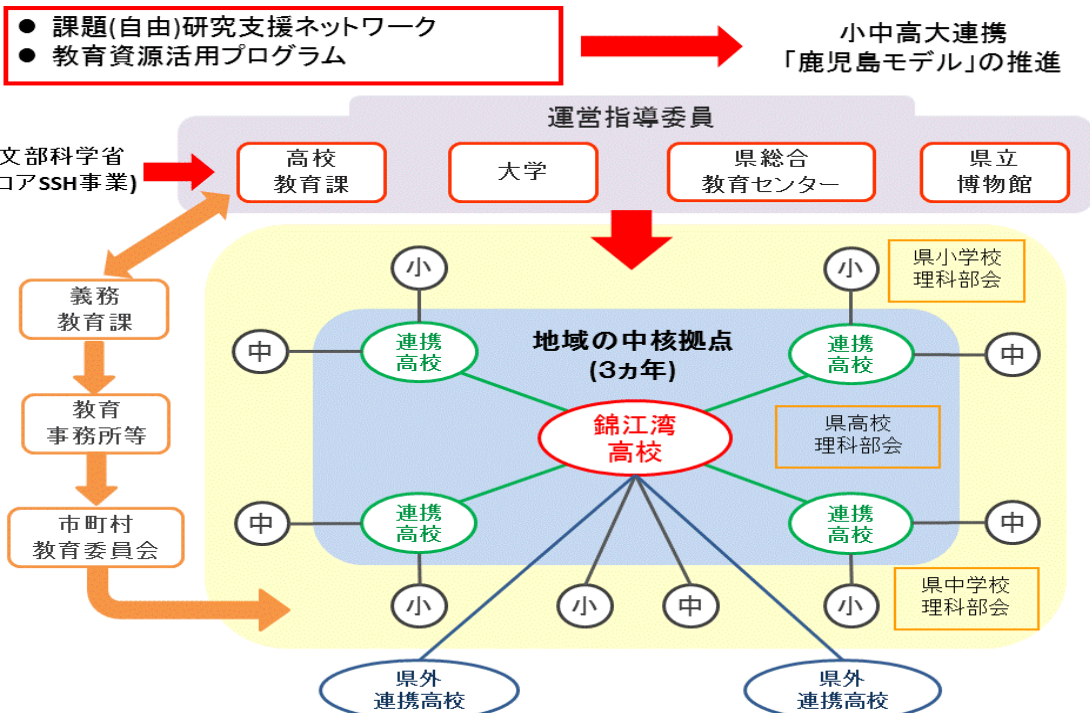 ● 課題(自由)研究支援ネットワーク
● 教育資源活用プログラム
小中高大連携
「鹿児島モデル」の推進
運営指導委員
文部科学省
コアSSH事業)
高校
教育課
大学
県総合
教育センター
県立
博物館
義務
教育課
教育
事務所等
市町村
教育委員会
小
小
県小学校
理科部会
中
連携
高校
地域の中核拠点
(3ヵ年)
連携
高校
中
錦江湾
高校
県高校
理科部会
中
連携
高校
連携
高校
中
小
小
中
小
県中学校
理科部会
県外
連携高校
県外
連携高校